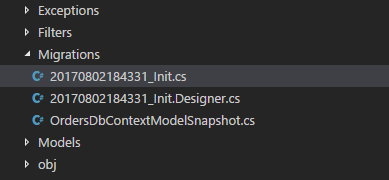 Exceptions
Filters
Migrations
C# 20170802184331_Init.cs
C# 20170802184331_Init.Designer.cs
C# OrdersDbContextModelSnapshot.cs
Models
obj